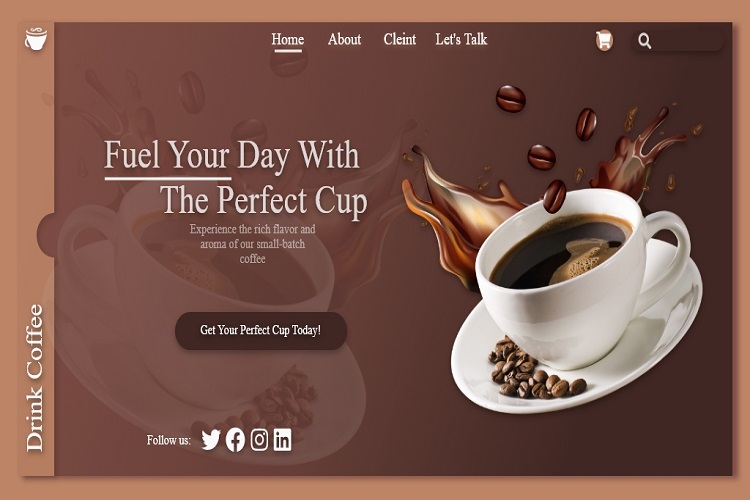 Home About Cleint Let's Talk
Fuel Your Day With
The Perfect Cup
Experience the rich flavor and
aroma of our small-batch
coffee
Get Your Perfect Cup Today!
Drink Coffee
Follow us: